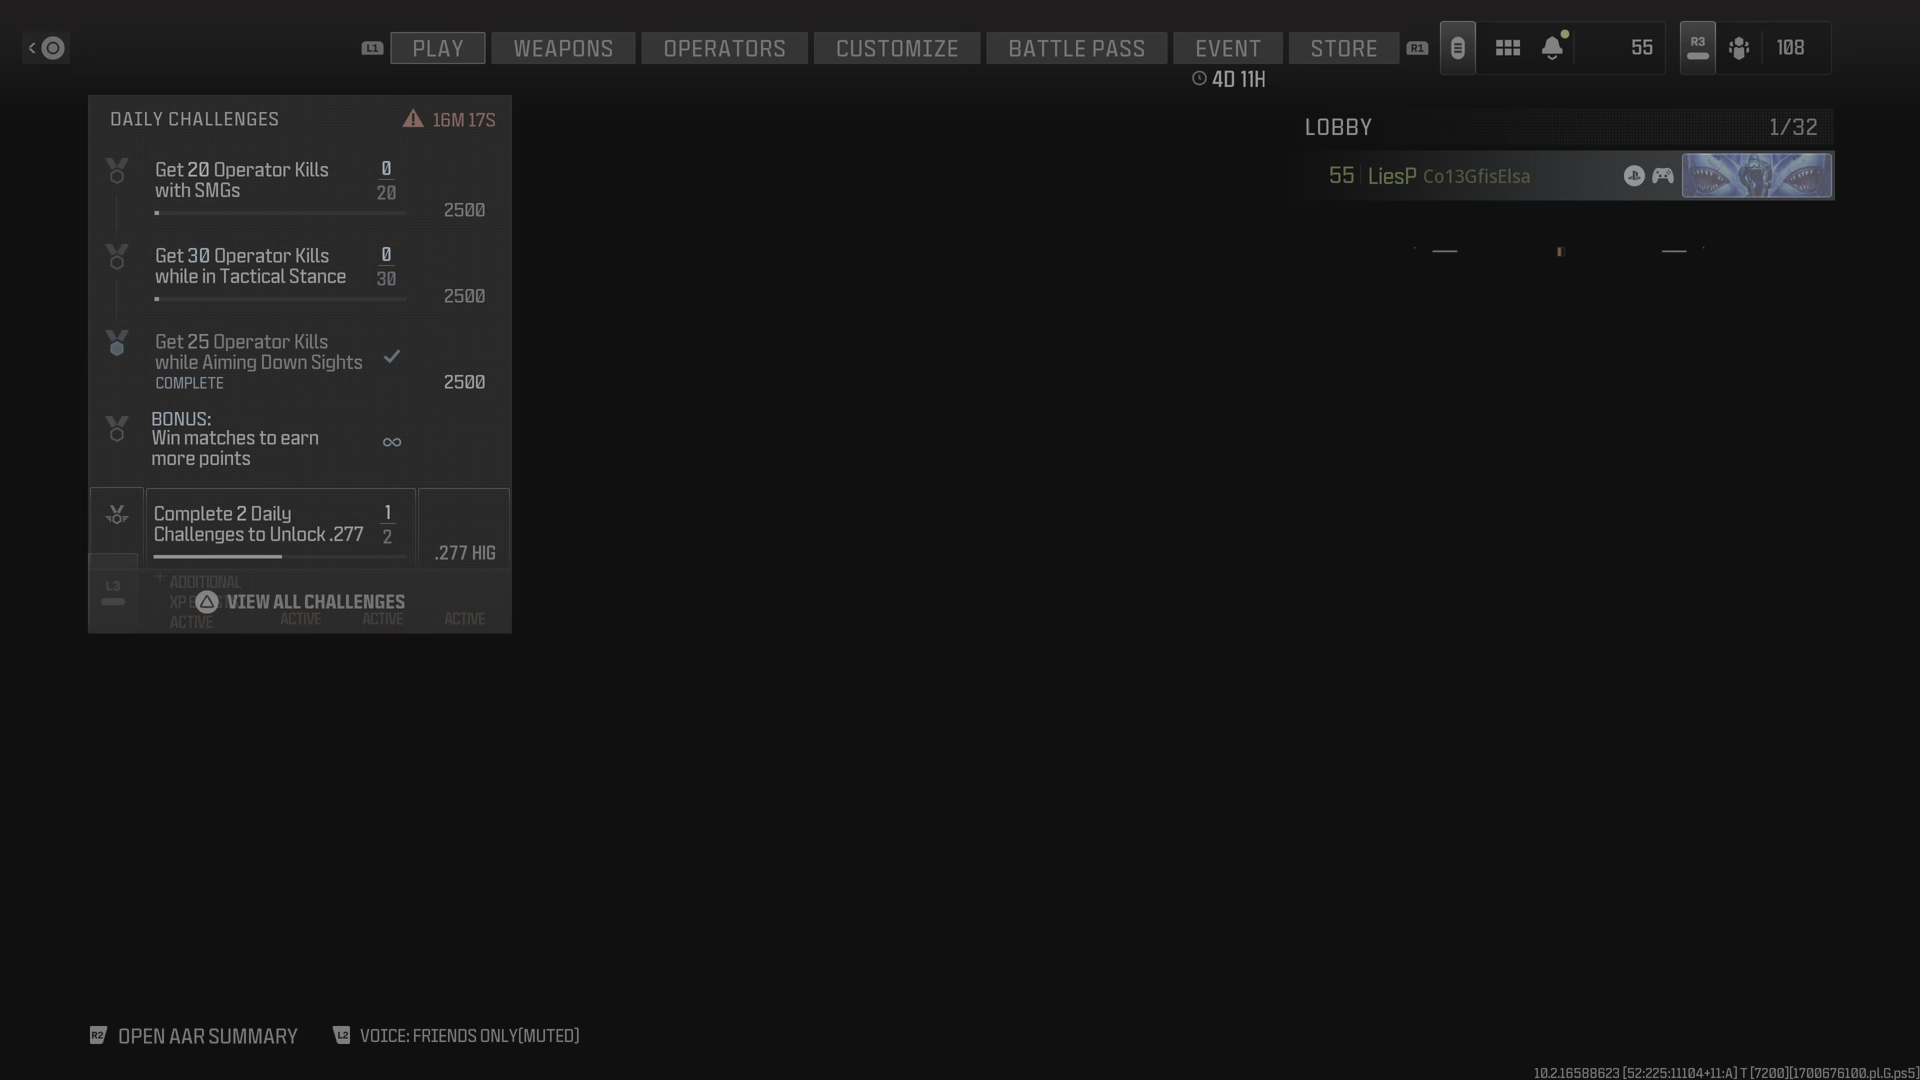 L1 PLAY WEAPONS OPERATORS CUSTOMIZE BATTLE PASS EVENT STORE R1 55 R3 108
4D 11H
DAILY CHALLENGES 16M 17S
Get 20 Operator Kills
with SMGs
0
20
2500
Get 30 Operator Kills
while in Tactical Stance
0
30
2500
Get 25 Operator Kills
while Aiming Down Sights
COMPLETE
2500
BONUS:
Win matches to earn
more points
∞
Complete 2 Daily
Challenges to Unlock .277
1
2
.277 HIG
L3
+ ADDITIONAL
VIEW ALL CHALLENGES
ACTIVE ACTIVE ACTIVE ACTIVE
LOBBY 1/32
55 LiesP Co13GfisElsa
R2 OPEN AAR SUMMARY L2 VOICE: FRIENDS ONLY(MUTED)
10.2.16588623 [52:225:11104+11:A] T [7200][1700676100.pl.G.ps5]